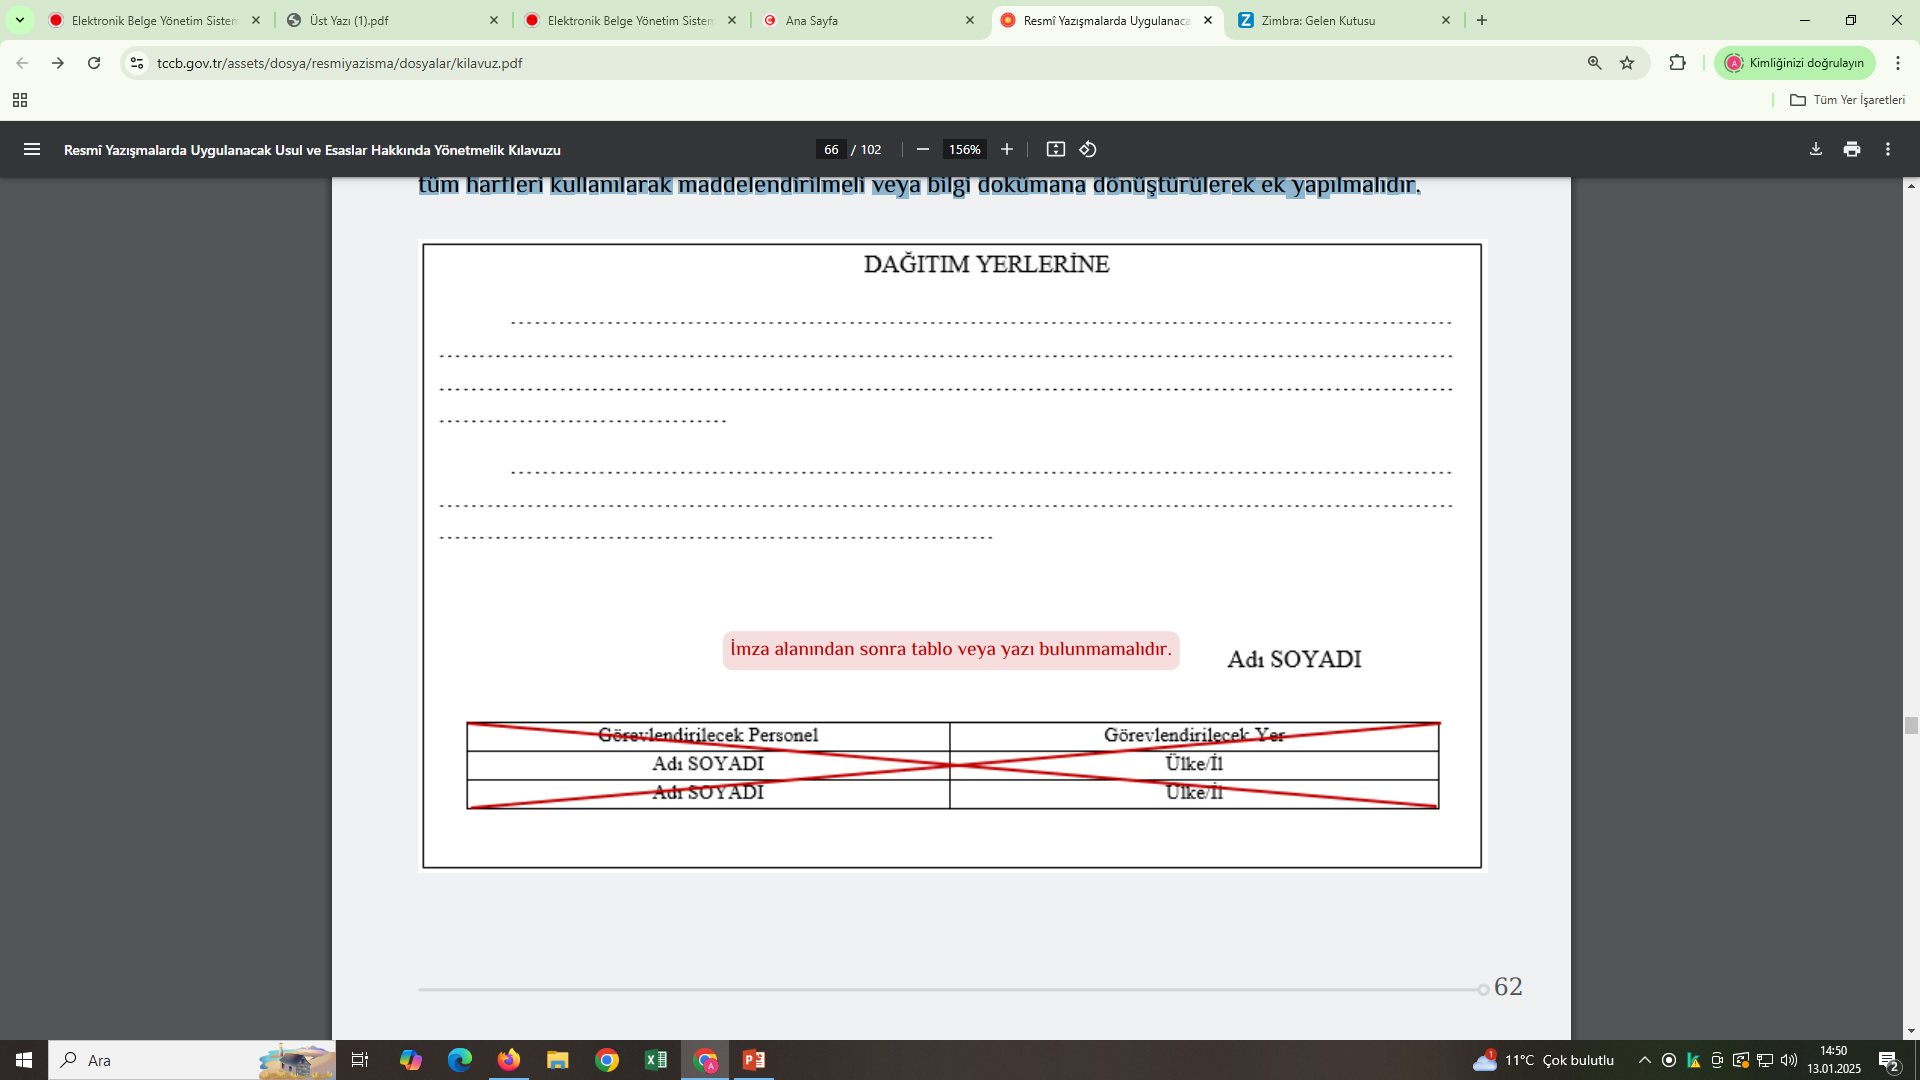 Elektronik Belge Yönetim Sistem
Üst Yazı (1).pdf
Elektronik Belge Yönetim Sistem
Ana Sayfa
Resmî Yazışmalarda Uygulanaca
Zimbra: Gelen Kutusu
tccb.gov.tr/assets/dosya/resmiyazisma/dosyalar/kilavuz.pdf
Kimliğinizi doğrulayın
Tüm Yer İşaretleri
Resmî Yazışmalarda Uygulanacak Usul ve Esaslar Hakkında Yönetmelik Kılavuzu
66 / 102
156%
tüm harfleri kullanılarak maddelendirilmeli veya bilgi dokümana dönüştürülerek ek yapılmalıdır.
DAĞITIM YERLERİNE
İmza alanından sonra tablo veya yazı bulunmamalıdır.
Adı SOYADI
Görevlendirilecek Personel Görevlendirilecek Yer
Adı SOYADI Ülke/İl
Adı SOYADI Ülke/İl
62
Ara
11°C Çok bulutlu
14:50
13.01.2025